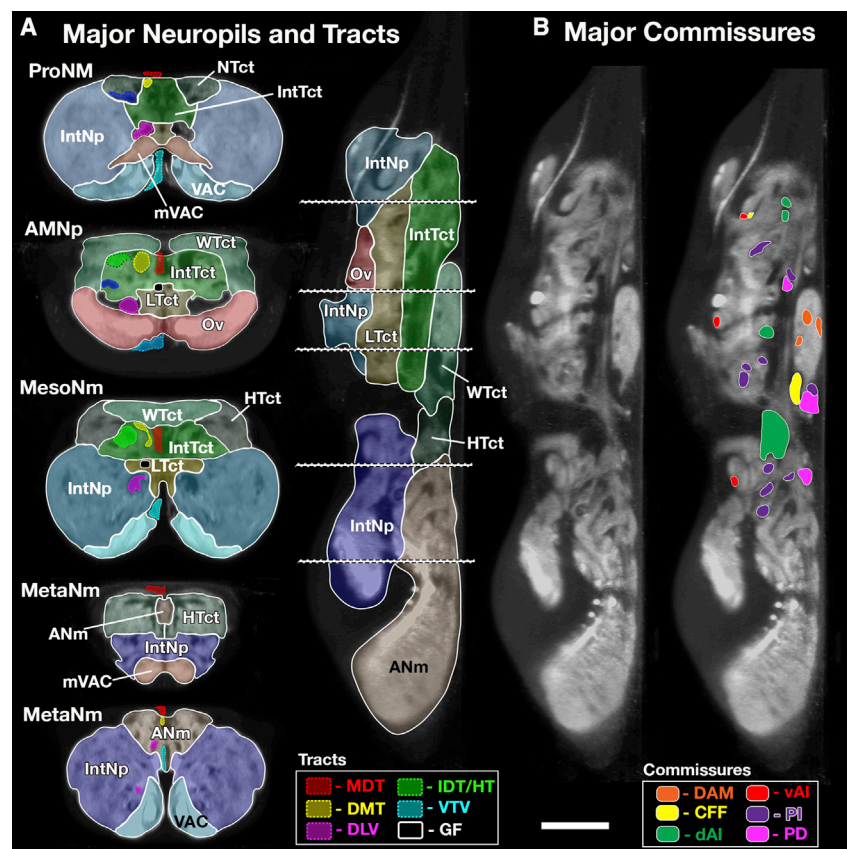 A Major Neuropils and Tracts
ProNM
NTct
IntTct
IntNp
VAC
mVAC
AMNp
WTct
IntTct
LTct
Ov
MesoNm
HTct
WTct
IntTct
LTct
IntNp
MetaNm
ANm
HTct
IntNp
mVAC
MetaNm
ANm
IntNp
VAC
IntNp
IntTct
Ov
IntNp
LTct
WTct
HTct
IntNp
ANm
Tracts
- MDT
- IDT/HT
- DMT
- VTV
- DLV
- GF
B Major Commissures
Commissures
- DAM
- vAI
- CFF
- PI
- dAI
- PD